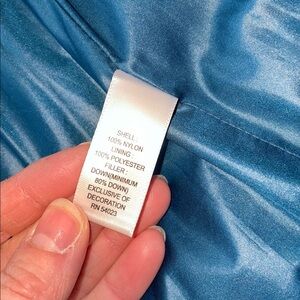 SHELL
100% NYLON
LINING :
100% POLYESTER
FILLER :
DOWN(MINIMUM
80% DOWN)
EXCLUSIVE OF
DECORATION
RN 54023